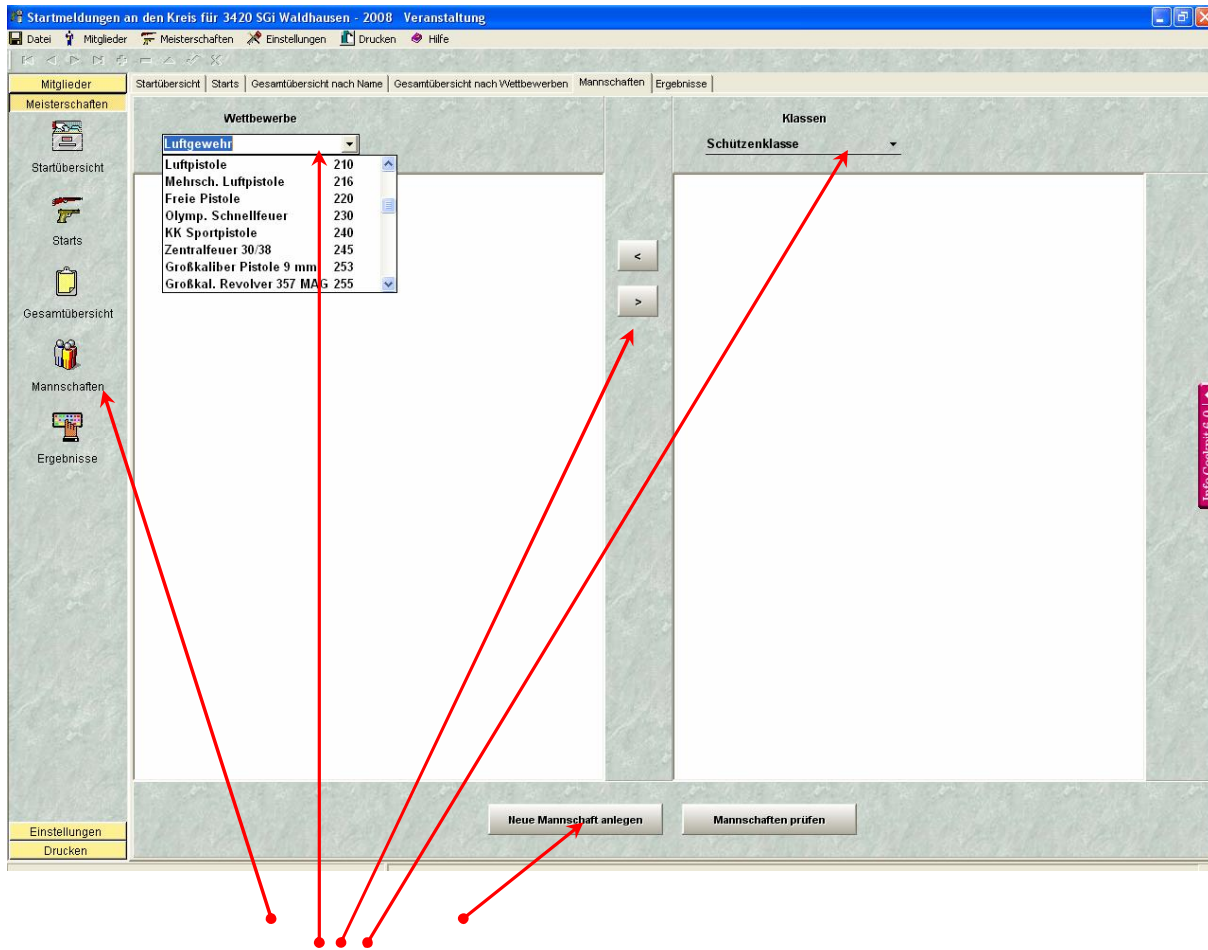 Startmeldungen an den Kreis für 3420 SGi Waldhausen - 2008 Veranstaltung
Datei Mitglieder Meisterschaften Einstellungen Drucken Hilfe
Mitglieder
Meisterschaften
Startübersicht
Starts
Gesamtübersicht
Mannschaften
Ergebnisse
Einstellungen
Drucken
Startübersicht Starts Gesamtübersicht nach Name Gesamtübersicht nach Wettbewerben Mannschaften Ergebnisse
Wettbewerbe
Luftgewehr
Luftpistole 210
Mehrsch. Luftpistole 216
Freie Pistole 220
Olymp. Schnellfeuer 230
KK Sportpistole 240
Zentralfeuer 30/38 245
Großkaliber Pistole 9 mm 253
Großkal. Revolver 357 MAG 255
<
>
Klassen
Schützenklasse
Neue Mannschaft anlegen
Mannschaften prüfen